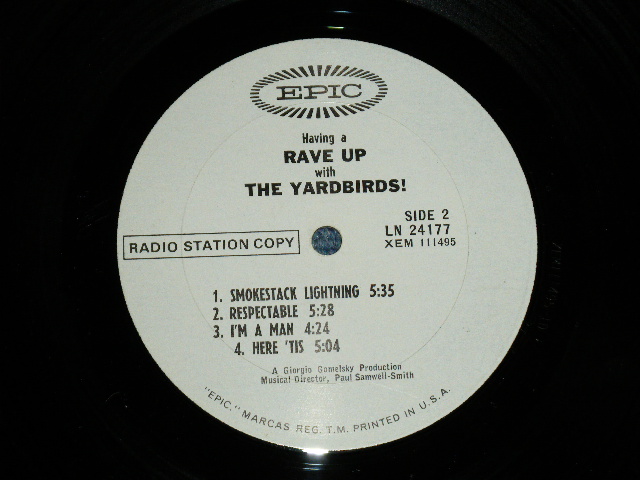 EPIC
Having a
RAVE UP
with
THE YARDBIRDS!
SIDE 2
LN 24177
XEM 111495
RADIO STATION COPY
1. SMOKESTACK LIGHTNING 5:35
2. RESPECTABLE 5:28
3. I'M A MAN 4:24
4. HERE 'TIS 5:04
A Giorgio Gomelsky Production
Musical Director, Paul Samwell-Smith
"EPIC," MARCAS REG. T.M. PRINTED IN U.S.A.